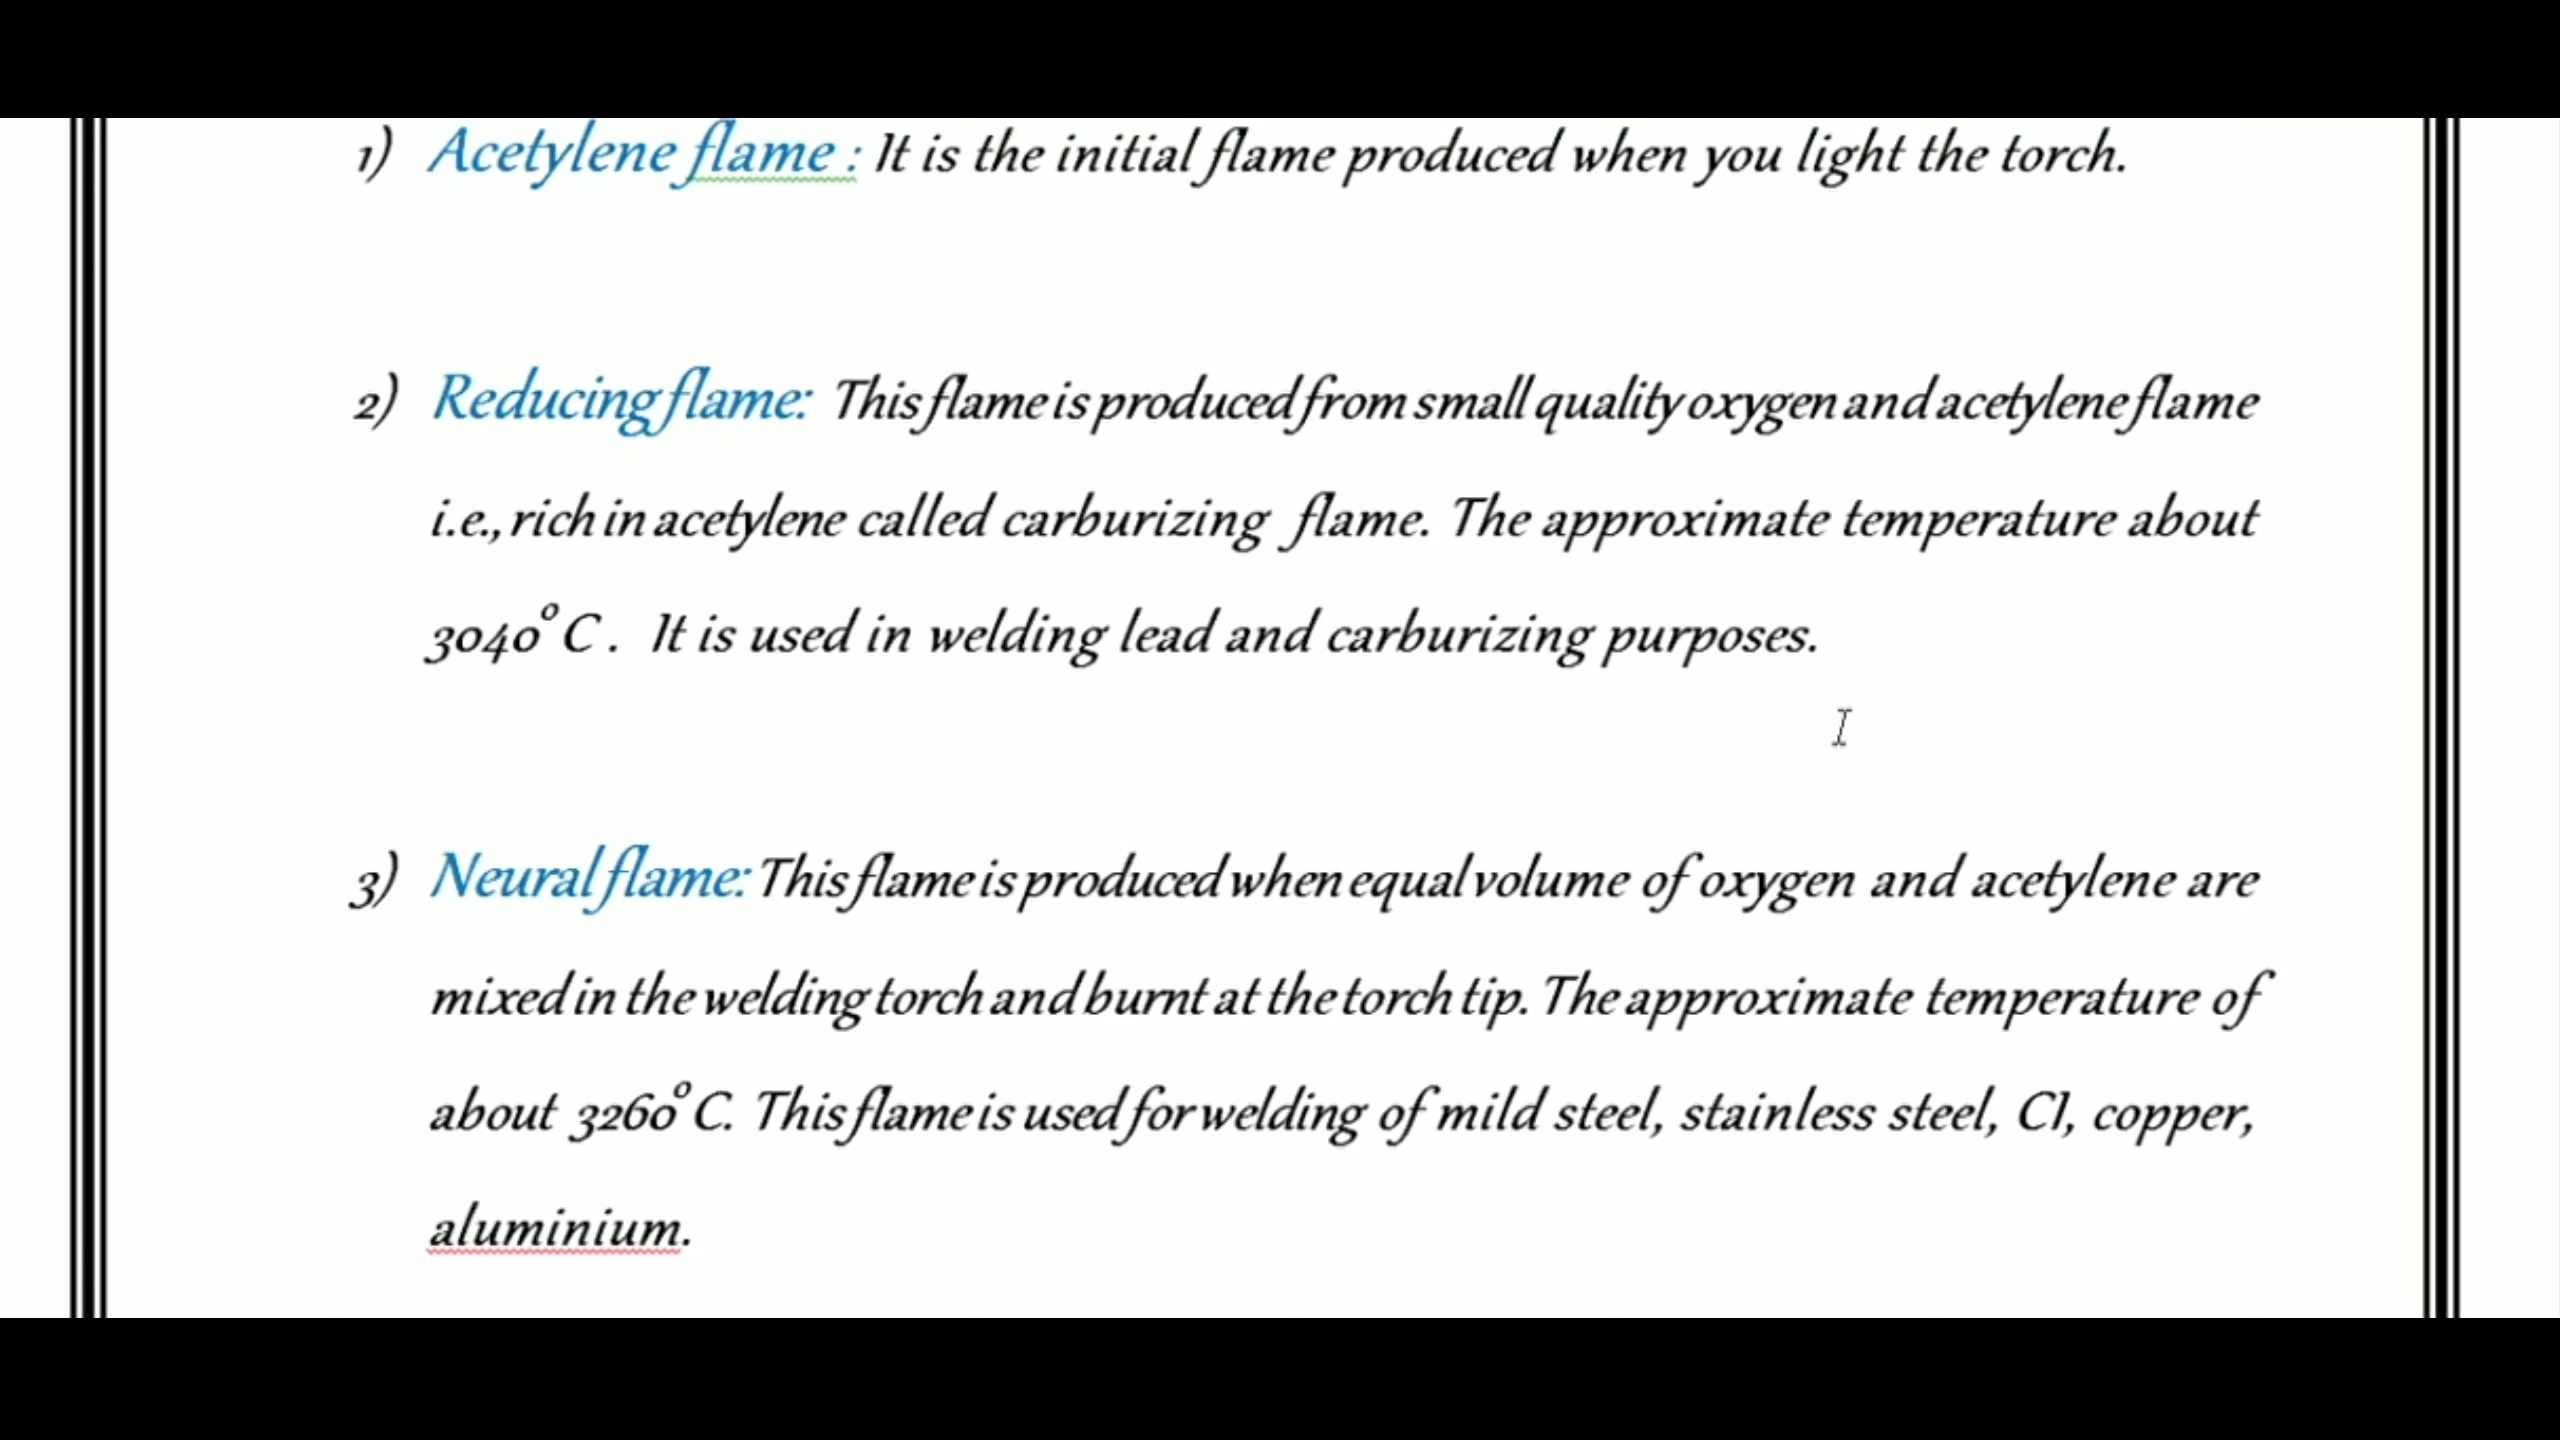 1) Acetylene flame : It is the initial flame produced when you light the torch.
2) Reducing flame: This flame is produced from small quality oxygen and acetylene flame
i.e., rich in acetylene called carburizing flame. The approximate temperature about
3040° C . It is used in welding lead and carburizing purposes.
3) Neural flame: This flame is produced when equal volume of oxygen and acetylene are
mixed in the welding torch and burnt at the torch tip. The approximate temperature of
about 3260° C. This flame is used for welding of mild steel, stainless steel, CI, copper,
aluminium.